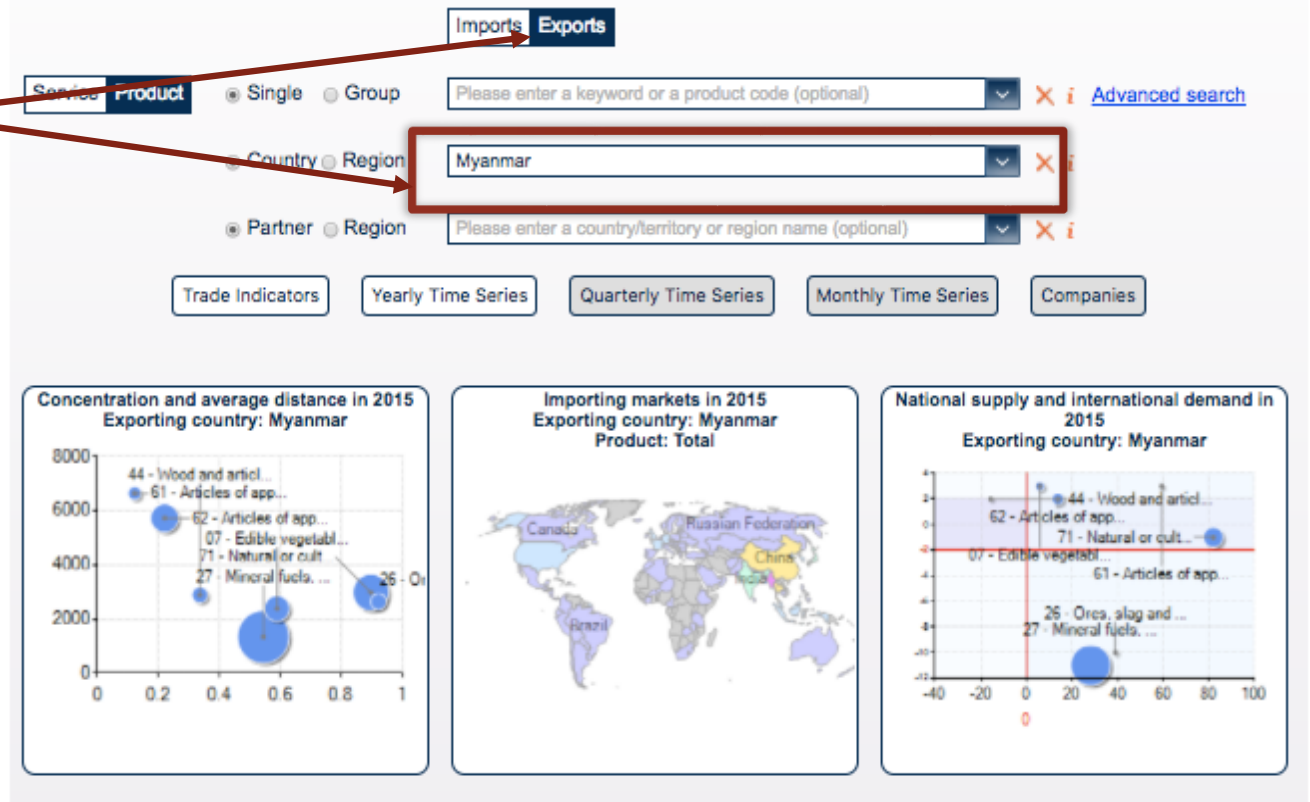 Imports Exports
Service Product Single Group Please enter a keyword or a product code (optional) i Advanced search
Country Region Myanmar i
Partner Region Please enter a country/territory or region name (optional) i
Trade Indicators Yearly Time Series Quarterly Time Series Monthly Time Series Companies
Concentration and average distance in 2015
Exporting country: Myanmar
8000
6000
4000
2000
0
44 - Wood and articl...
61 - Articles of app...
62 - Articles of app...
07 - Edible vegetabl...
71 - Natural or cult
27 - Mineral fuels, ...
26 - Or
0 0.2 0.4 0.6 0.8 1
Importing markets in 2015
Exporting country: Myanmar
Product: Total
Canada
Russian Federation
China
India
Brazil
National supply and international demand in
2015
Exporting country: Myanmar
44 - Wood and articl...
62 - Articles of app...
71 - Natural or cult...
07 - Edible vegetabl...
61 - Articles of app...
26 - Ores, slag and ...
27 - Mineral fuels, ...
-40 -20 0 20 40 60 80 100
0